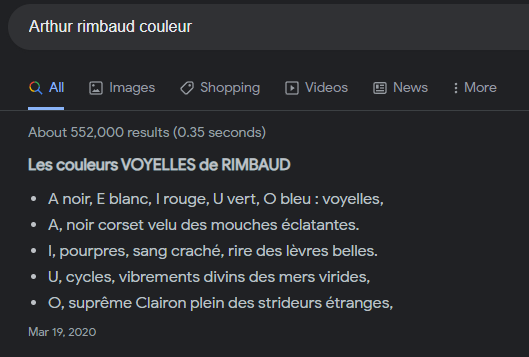 Arthur rimbaud couleur
All Images Shopping Videos News More
About 552,000 results (0.35 seconds)
Les couleurs VOYELLES de RIMBAUD
• A noir, E blanc, I rouge, U vert, O bleu : voyelles,
• A, noir corset velu des mouches éclatantes.
• I, pourpres, sang craché, rire des lèvres belles.
• U, cycles, vibrements divins des mers virides,
• O, suprême Clairon plein des strideurs étranges,
Mar 19, 2020